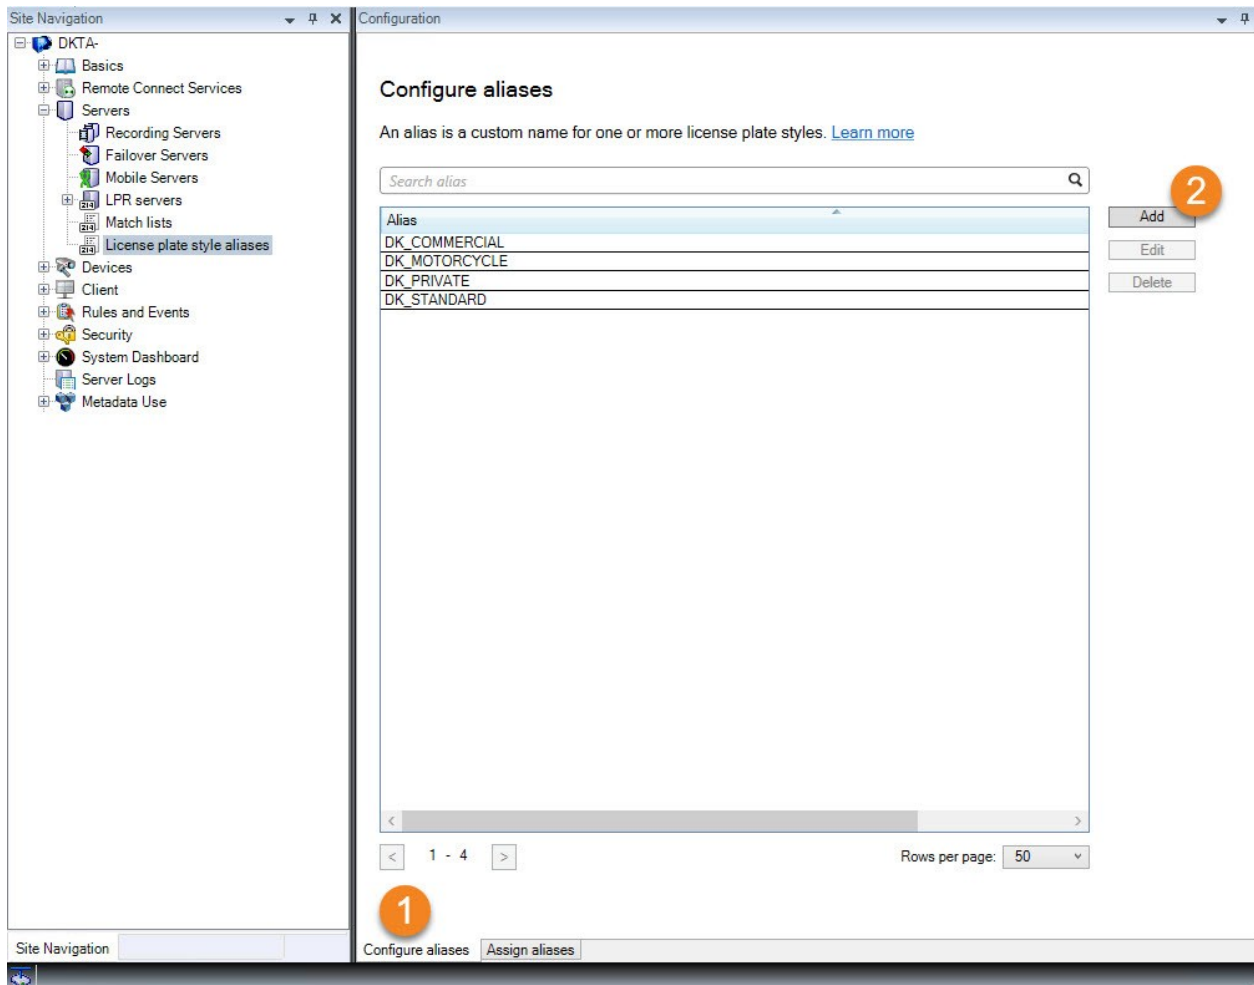 Site Navigation
DKTA-
Basics
Remote Connect Services
Servers
Recording Servers
Failover Servers
Mobile Servers
LPR servers
Match lists
License plate style aliases
Devices
Client
Rules and Events
Security
System Dashboard
Server Logs
Metadata Use
Site Navigation
Configuration
Configure aliases
An alias is a custom name for one or more license plate styles. Learn more
Search alias
Alias
DK_COMMERCIAL
DK_MOTORCYCLE
DK_PRIVATE
DK_STANDARD
2
Add
Edit
Delete
< 1 - 4 >
Rows per page: 50
1
Configure aliases Assign aliases